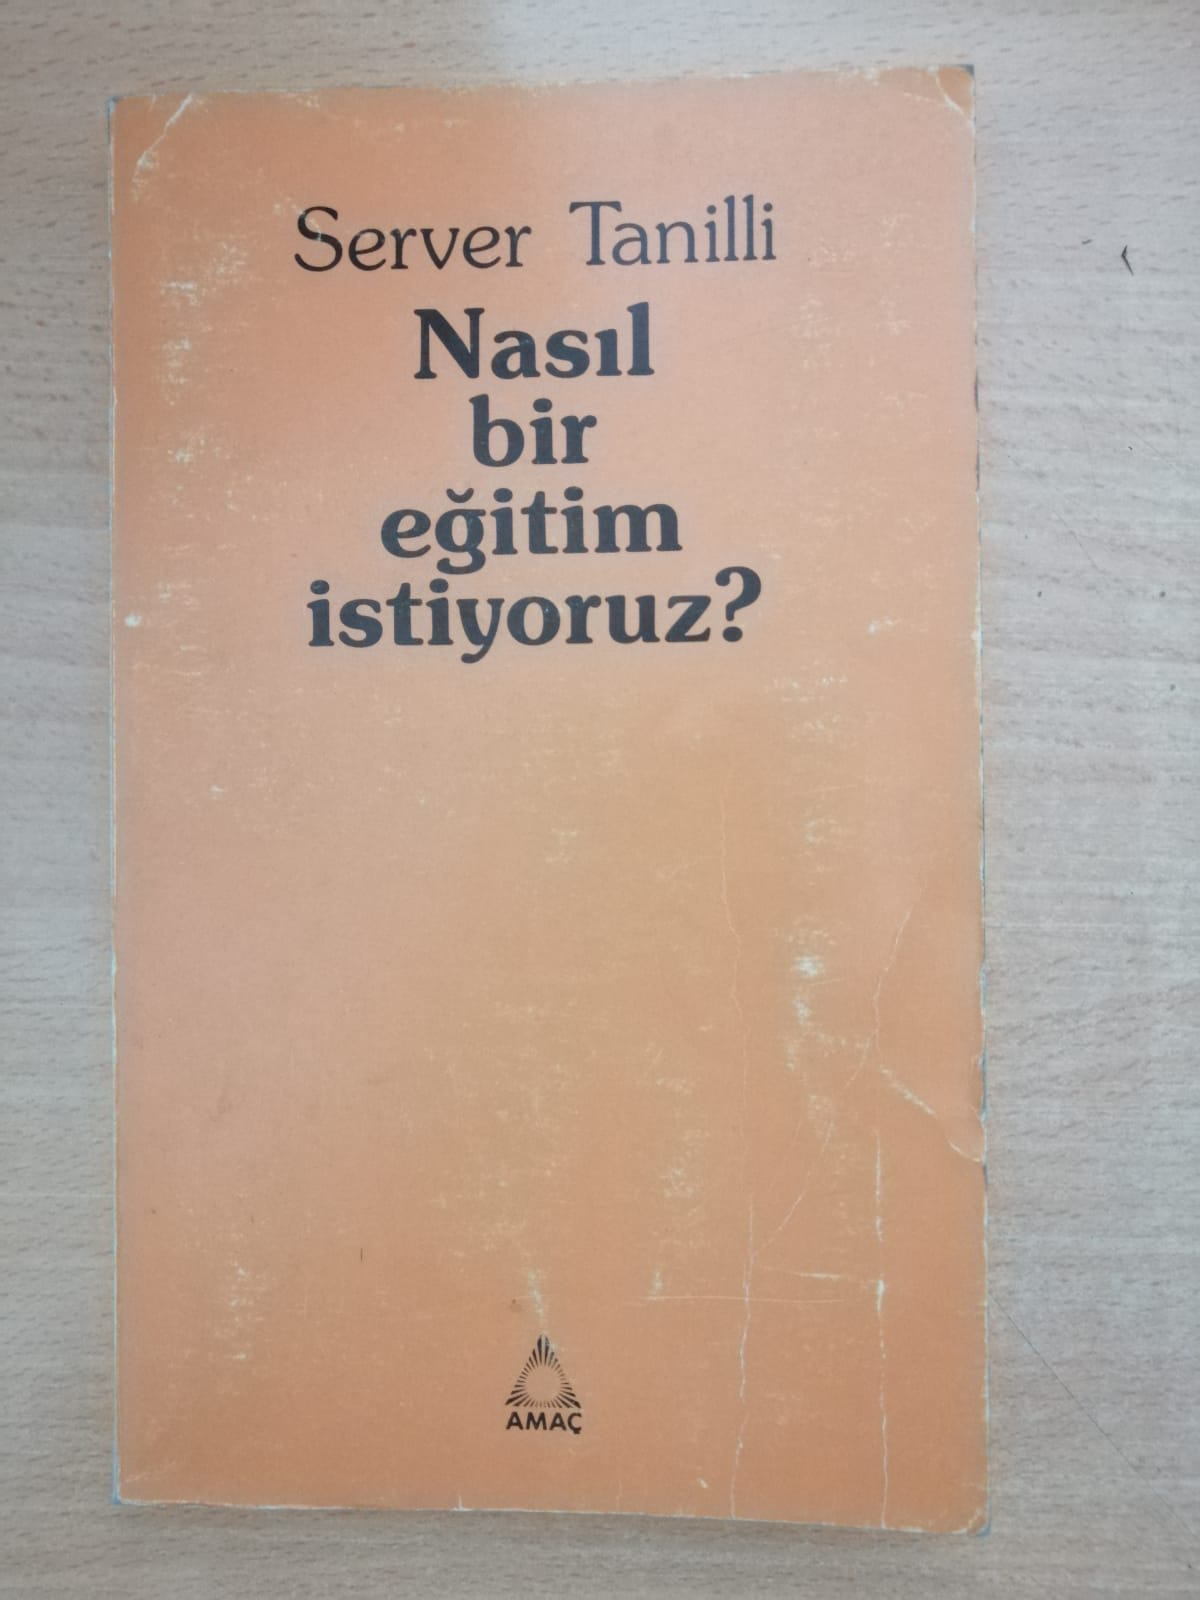 Server Tanilli
Nasıl
bir
eğitim
istiyoruz?
AMAÇ